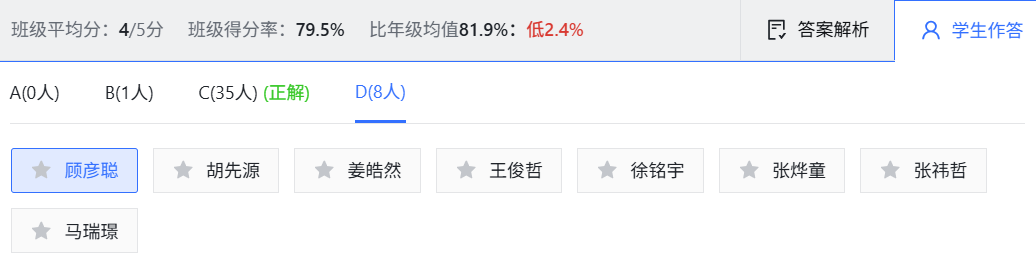 班级平均分：4/5分 班级得分率：79.5% 比年级均值81.9%：低2.4% 答案解析 学生作答
A(0人) B(1人) C(35人) (正解) D(8人)
顾彦聪 胡先源 姜皓然 王俊哲 徐铭宇 张烨童 张祎哲
马瑞璟